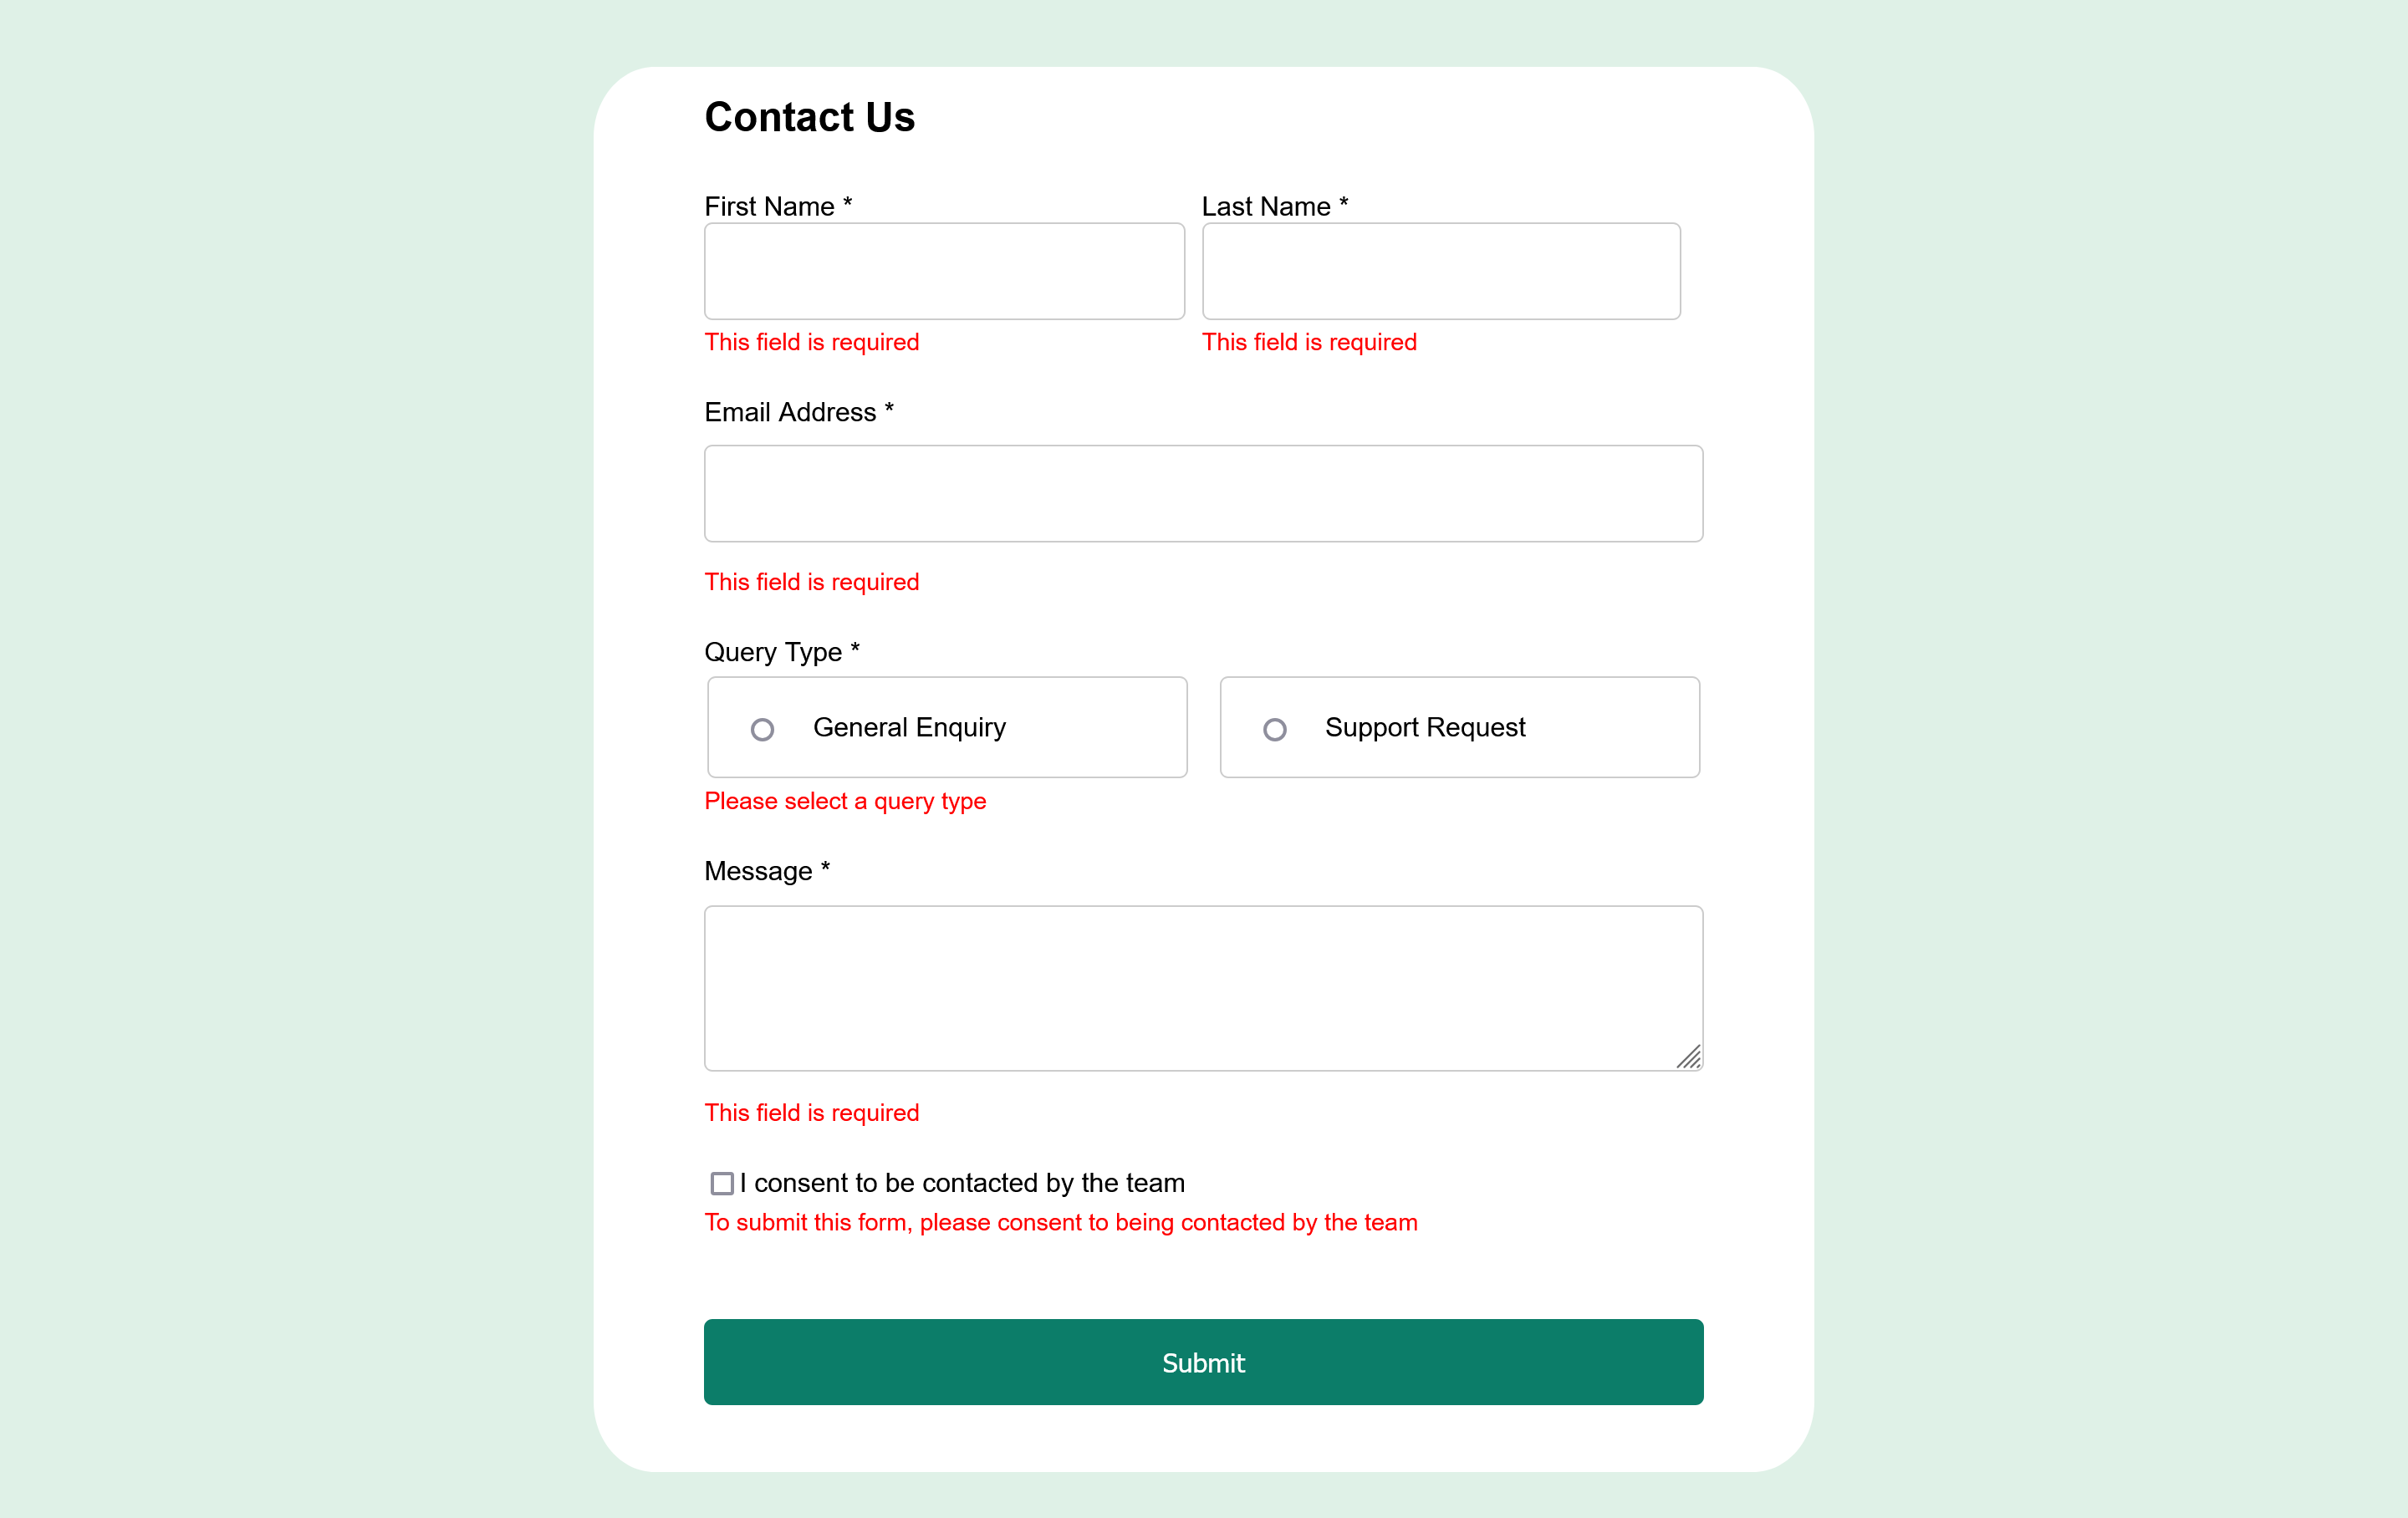 Contact Us
First Name * Last Name *
This field is required This field is required
Email Address *
This field is required
Query Type *
General Enquiry Support Request
Please select a query type
Message *
This field is required
I consent to be contacted by the team
To submit this form, please consent to being contacted by the team
Submit